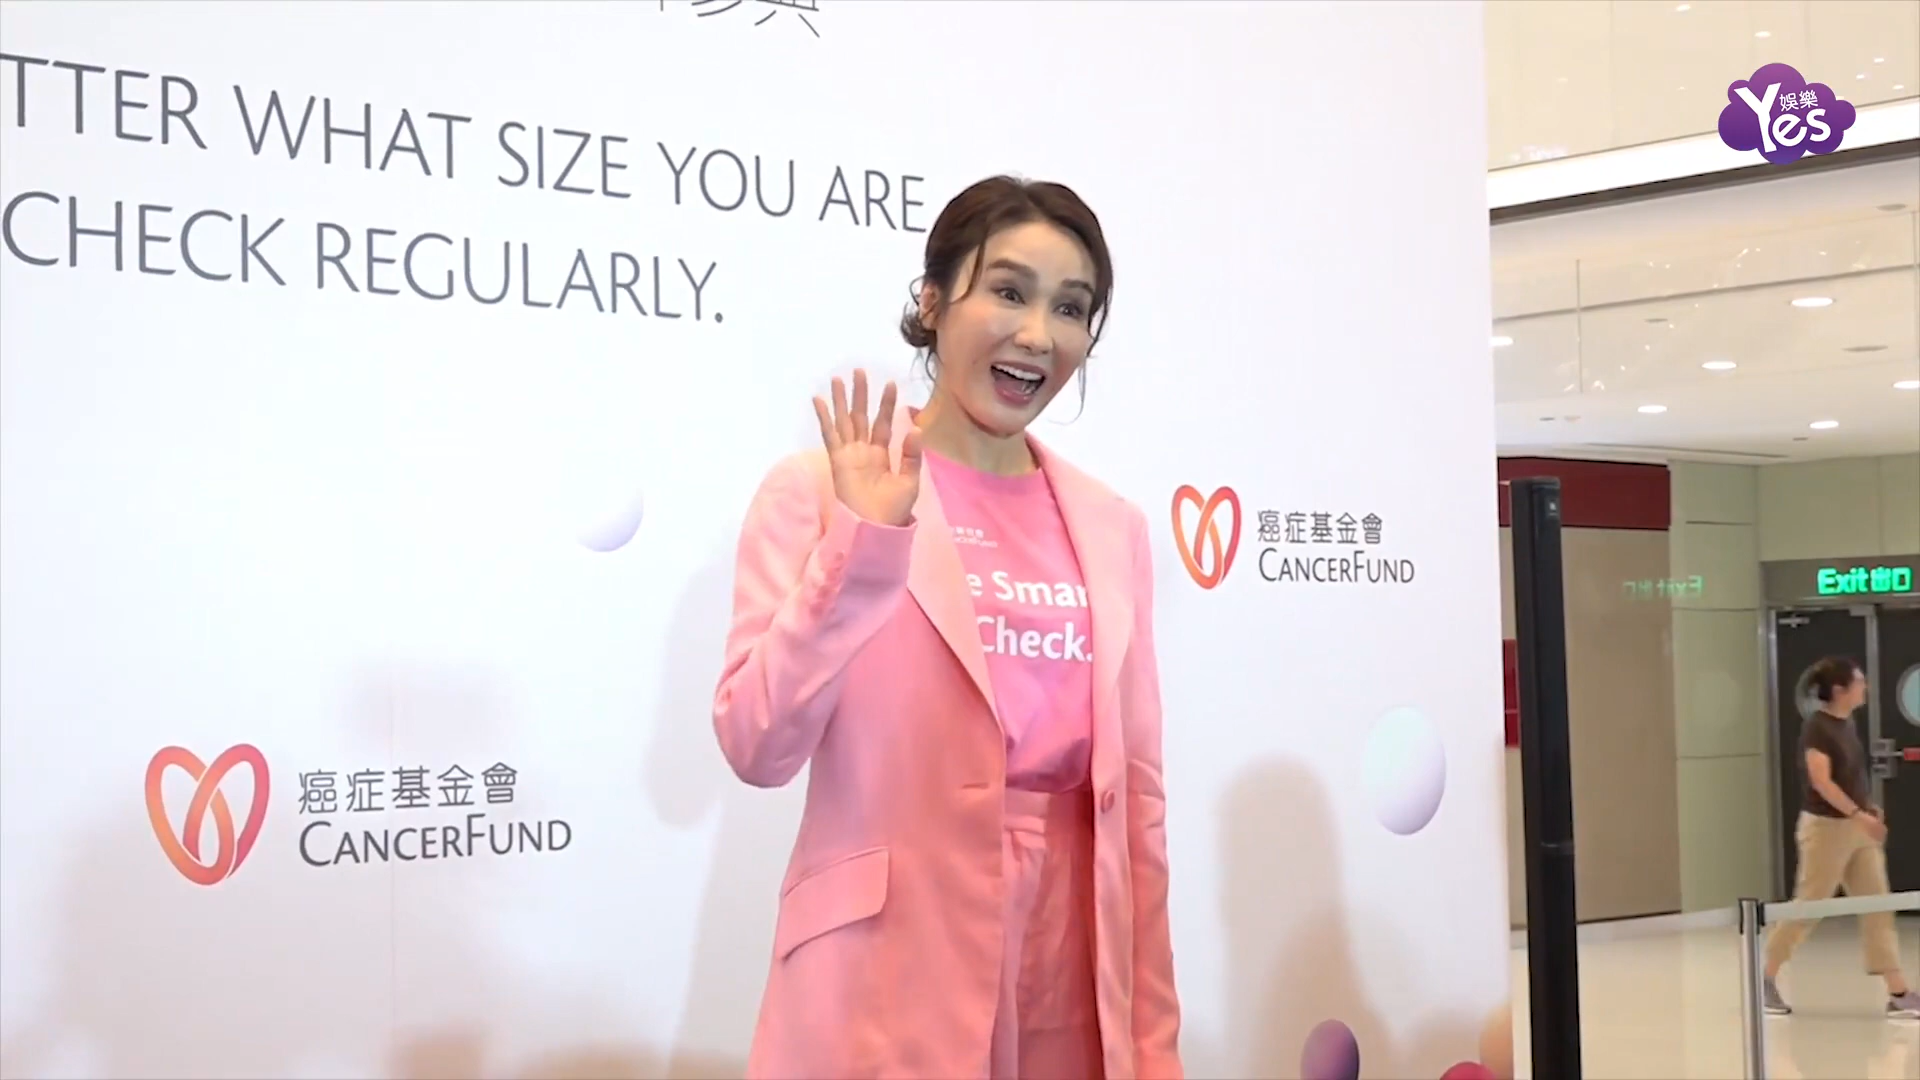 TTER WHAT SIZE YOU ARE
CHECK REGULARLY.
娛樂
Yes
癌症基金會
CANCERFUND
e Smar
Check.
Exit出口
癌症基金會
CANCERFUND